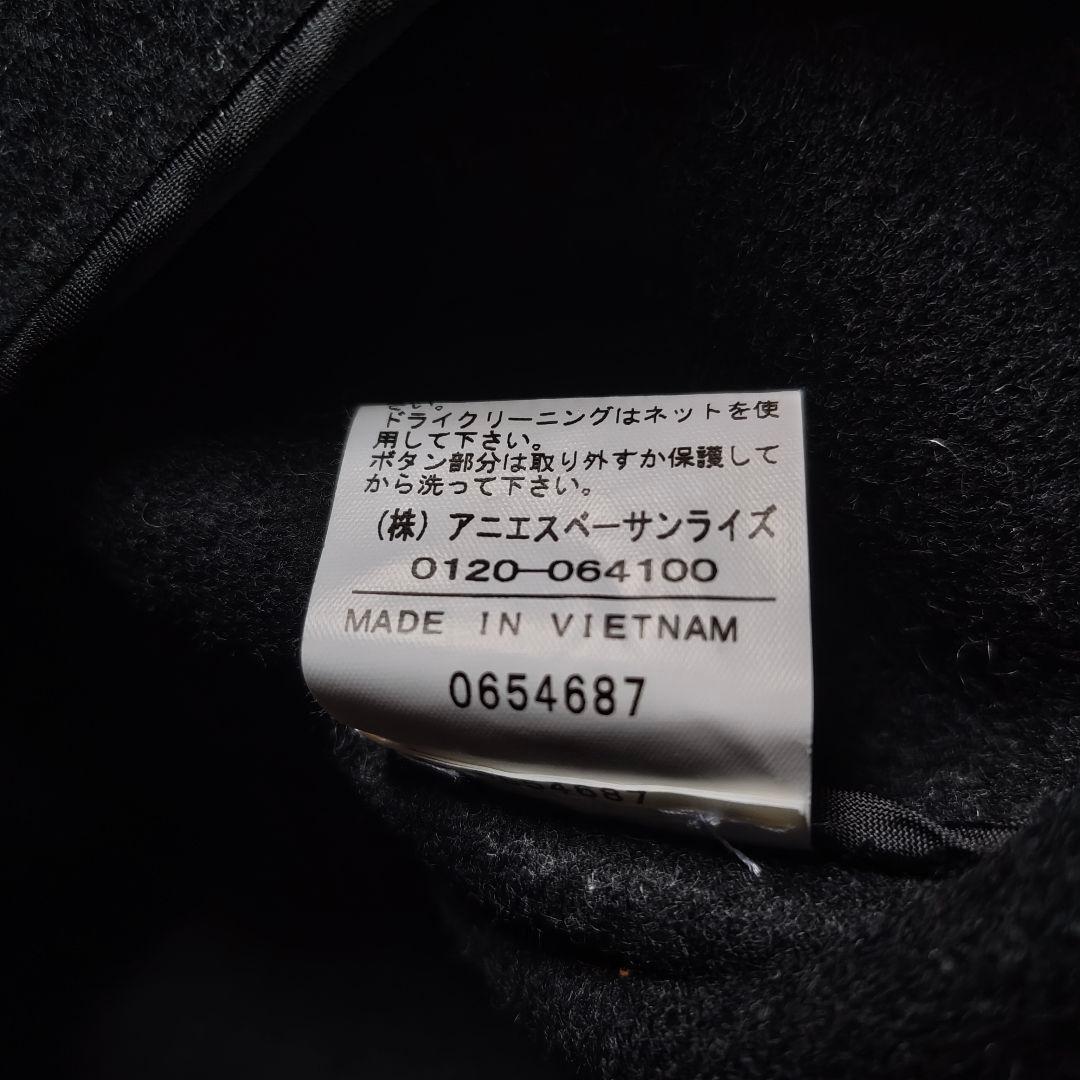 さい。
ドライクリーニングはネットを使
用して下さい。
ボタン部分は取り外すか保護して
から洗って下さい。
(株) アニエスベーサンライズ
0120-064100
MADE IN VIETNAM
0654687
54687